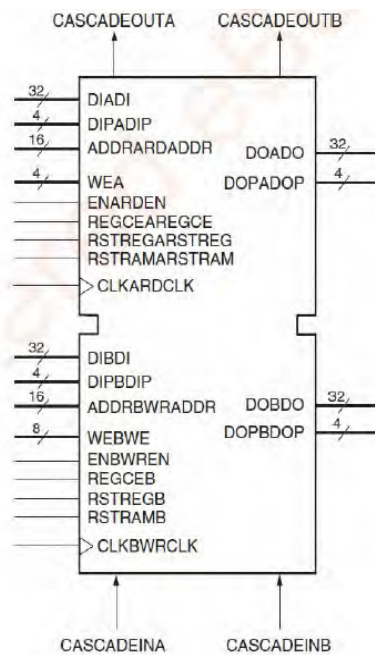 CASCADEOUTA CASCADEOUTB
32 DIADI
4 DIPADIP
16 ADDRARDADDR
DOADO 32
4 WEA
DOPADOP 4
ENARDEN
REGCEAREGCE
RSTREGARSTREG
RSTRAMARSTRAM
CLKARDCLK
32 DIBDI
4 DIPBDIP
16 ADDRBWRADDR
DOBDO 32
8 WEBWE
DOPBDOP 4
ENBWREN
REGCEB
RSTREGB
RSTRAMB
CLKBWRCLK
CASCADEINA CASCADEINB